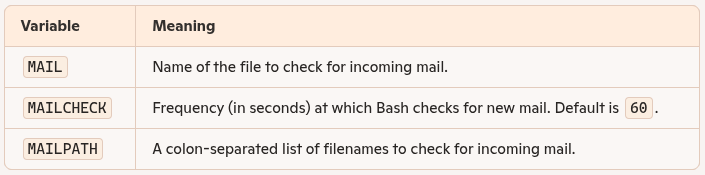 Variable Meaning
MAIL Name of the file to check for incoming mail.
MAILCHECK Frequency (in seconds) at which Bash checks for new mail. Default is 60.
MAILPATH A colon-separated list of filenames to check for incoming mail.